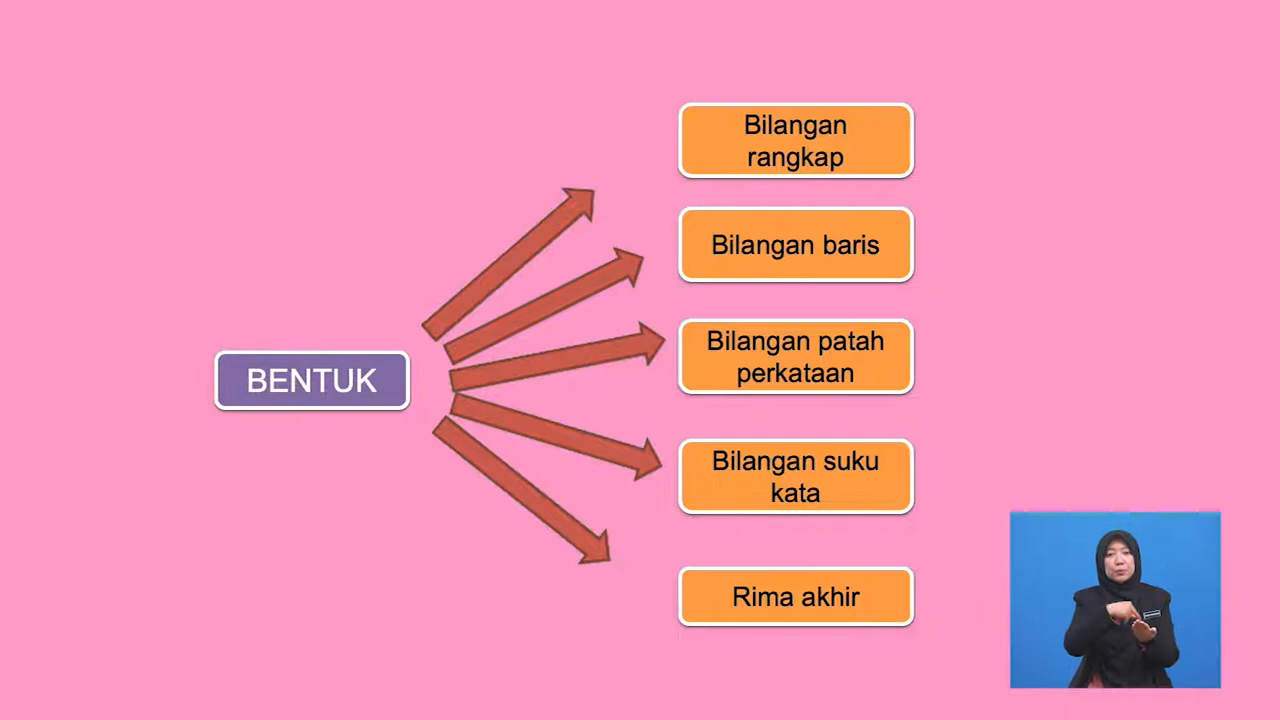 Bilangan
rangkap
Bilangan baris
Bilangan patah
perkataan
BENTUK
Bilangan suku
kata
Rima akhir